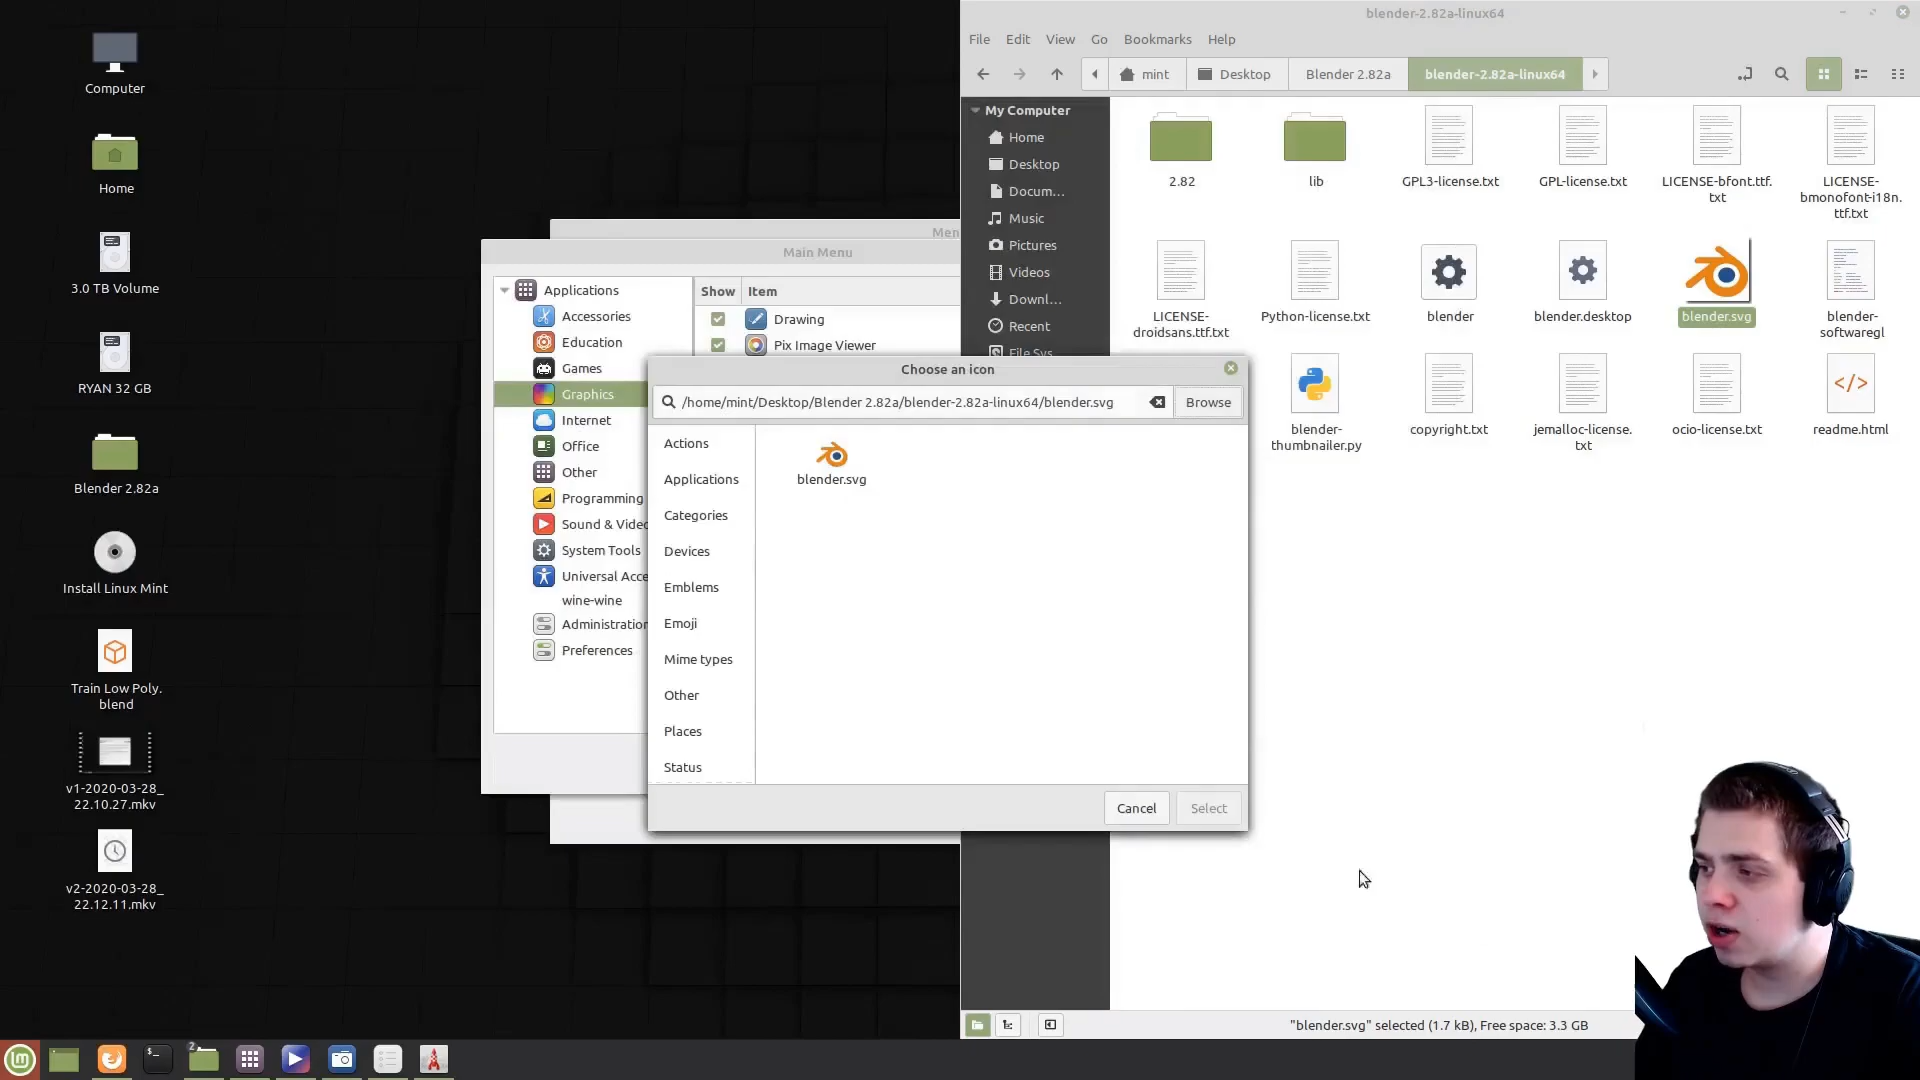 Computer
Home
3.0 TB Volume
RYAN 32 GB
Blender 2.82a
Install Linux Mint
Train Low Poly.
blend
v1-2020-03-28_
22.10.27.mkv
v2-2020-03-28_
22.12.11.mkv
Men
Main Menu
Applications
Accessories
Education
Games
Graphics
Internet
Office
Other
Programming
Sound & Video
System Tools
Universal Acce
wine-wine
Administration
Preferences
Show
Item
Drawing
Pix Image Viewer
blender-2.82a-linux64
File
Edit
View
Go
Bookmarks
Help
mint
Desktop
Blender 2.82a
blender-2.82a-linux64
My Computer
Home
Desktop
Docum...
Music
Pictures
Videos
Downl...
Recent
File Sys
2.82
lib
GPL3-license.txt
GPL-license.txt
LICENSE-bfont.ttf.
txt
LICENSE-
bmonofont-i18n.
ttf.txt
LICENSE-
droidsans.ttf.txt
Python-license.txt
blender
blender.desktop
blender.svg
blender-
softwaregl
blender-
thumbnailer.py
copyright.txt
jemalloc-license.
txt
ocio-license.txt
readme.html
Choose an icon
/home/mint/Desktop/Blender 2.82a/blender-2.82a-linux64/blender.svg
Browse
Actions
Applications
Categories
Devices
Emblems
Emoji
Mime types
Other
Places
Status
blender.svg
Cancel
Select
"blender.svg" selected (1.7 kB), Free space: 3.3 GB
2